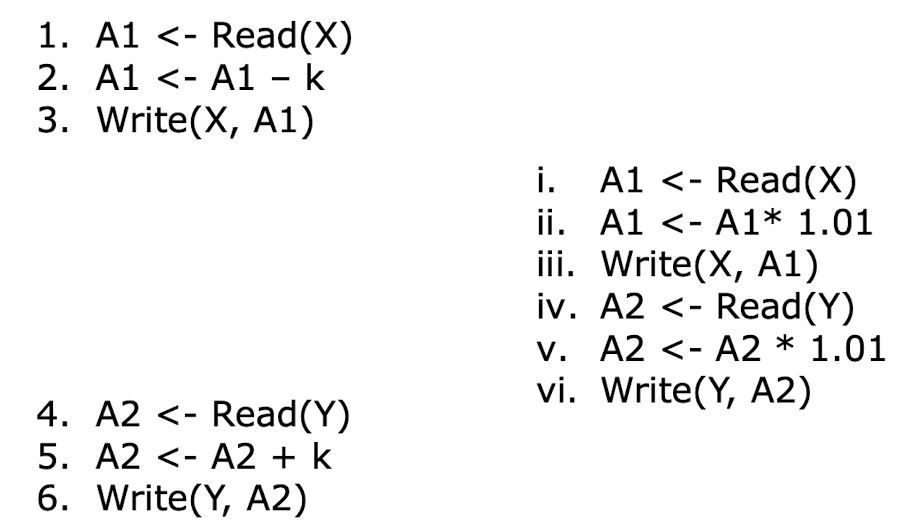 1. A1 <- Read(X)
2. A1 <- A1 – k
3. Write(X, A1)
i. A1 <- Read(X)
ii. A1 <- A1* 1.01
iii. Write(X, A1)
iv. A2 <- Read(Y)
v. A2 <- A2 * 1.01
vi. Write(Y, A2)
4. A2 <- Read(Y)
5. A2 <- A2 + k
6. Write(Y, A2)